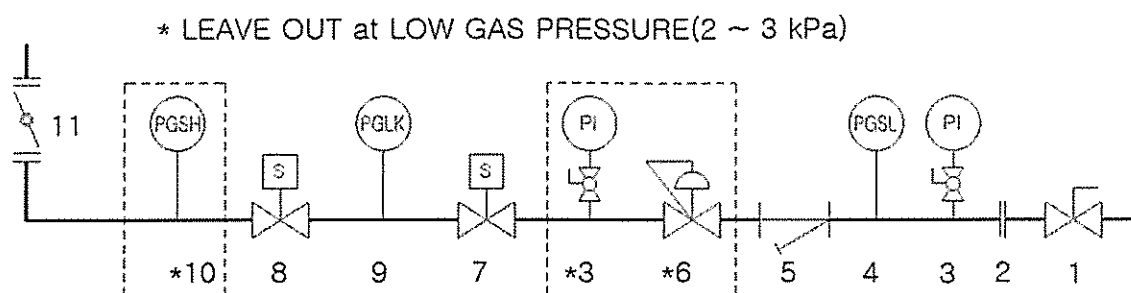 * LEAVE OUT at LOW GAS PRESSURE(2 ~ 3 kPa)
11 PGSH PGLK PI PGSL PI
S S
*10 8 9 7 *3 *6 5 4 3 2 1